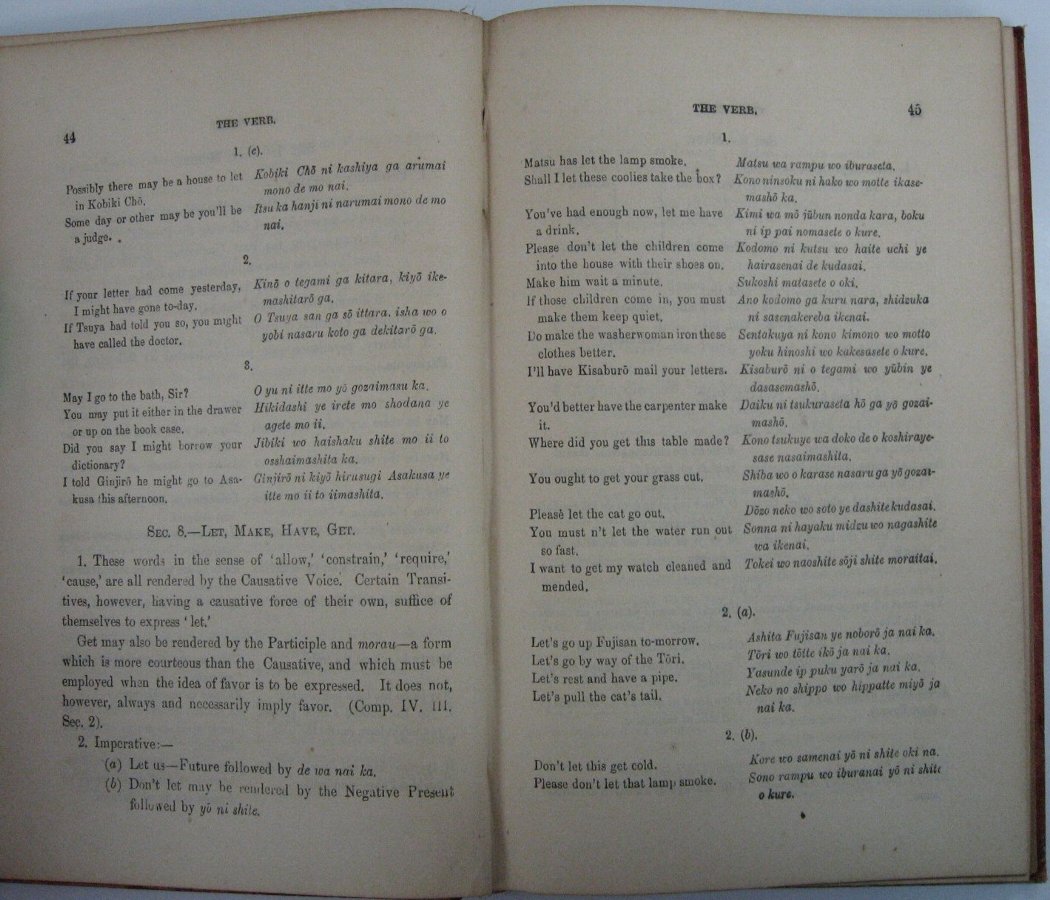 44
THE VERB.
1. (c).
Possibly there may be a house to let Kobiki Chō ni kashiya ga arumai
in Kobiki Chō. mono de mo nai.
Some day or other may be you'll be Itsu ka hanji ni narumai mono de mo
a judge. nai.
2.
If your letter had come yesterday, Kinō o tegami ga kitara, kiyō ike-
I might have gone to-day. mashitarō ga.
If Tsuya had told you so, you might O Tsuya san ga sō ittara. isha wo o
have called the doctor. yobi nasaru koto ga dekitarō ga.
3.
May I go to the bath, Sir? O yu ni itte mo yō gozaimasu ka.
You may put it either in the drawer Hikidashi ye irete mo shodana ye
or up on the book case. agete mo ii.
Did you say I might borrow your Jibiki wo haishaku shite mo ii to
dictionary? osshaimashita ka.
I told Ginjirō he might go to Asa- Ginjirō ni kiyō hirusugi Asakusa ye
kusa this afternoon. itte mo ii to iimashita.
SEC. 8.—LET, MAKE, HAVE, GET.
1. These words in the sense of 'allow,' 'constrain,' 'require,'
'cause,' are all rendered by the Causative Voice. Certain Transi-
tives, however, having a causative force of their own, suffice of
themselves to express 'let.'
Get may also be rendered by the Participle and morau—a form
which is more courteous than the Causative, and which must be
employed when the idea of favor is to be expressed. It does not,
however, always and necessarily imply favor. (Comp. IV. III.
Sec. 2).
2. Imperative:—
(a) Let us—Future followed by de wa nai ka.
(b) Don't let may be rendered by the Negative Present
followed by yō ni shite.
THE VERB.
45
1.
Matsu has let the lamp smoke. Matsu wa rampu wo iburaseta.
Shall I let these coolies take the box? Kono ninsoku ni hako wo motte ikase-
mashō ka.
You've had enough now, let me have Kimi wa mō jūbun nonda kara, boku
a drink. ni ip pai nomasete o kure.
Please don't let the children come Kodomo ni kutsu wo haite uchi ye
into the house with their shoes on. hairasenai de kudasai.
Make him wait a minute. Sukoshi matasete o oki.
If those children come in, you must Ano kodomo ga kuru nara, shidzuka
make them keep quiet. ni sasenakereba ikenai.
Do make the washerwoman iron these Sentakuya ni kono kimono wo motto
clothes better. yoku hinoshi wo kakesasete o kure.
I'll have Kisaburō mail your letters. Kisaburō ni o tegami wo yūbin ye
dasasemashō.
You'd better have the carpenter make Daiku ni tsukuraseta hō ga yō gozai-
it. mashō.
Where did you get this table made? Kono tsukuye wa doko de o koshiraye-
sase nasaimashita.
You ought to get your grass cut. Shiba wo o karase nasaru ga yō gozai-
mashō.
Please let the cat go out. Dōzo neko wo soto ye dashite kudasai.
You must n't let the water run out Sonna ni hayaku midzu wo nagashite
so fast. wa ikenai.
I want to get my watch cleaned and Tokei wo naoshite sōji shite moraitai.
mended.
2. (a).
Let's go up Fujisan to-morrow. Ashita Fujisan ye noborō ja nai ka.
Let's go by way of the Tōri. Tōri wo tōtte ikō ja nai ka.
Let's rest and have a pipe. Yasunde ip puku yarō ja nai ka.
Let's pull the cat's tail. Neko no shippo wo hippatte miyō ja
nai ka.
2. (b).
Don't let this get cold. Kore wo samenai yō ni shite oki na.
Please don't let that lamp smoke. Sono rampu wo iburanai yō ni shite
o kure.